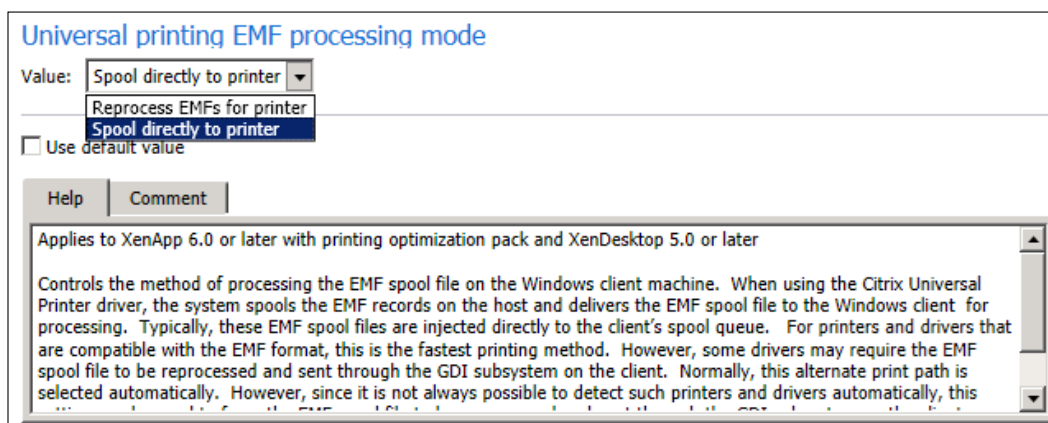 Universal printing EMF processing mode
Value: Spool directly to printer
Reprocess EMFs for printer
Spool directly to printer
Use default value
Help Comment
Applies to XenApp 6.0 or later with printing optimization pack and XenDesktop 5.0 or later
Controls the method of processing the EMF spool file on the Windows client machine. When using the Citrix Universal
Printer driver, the system spools the EMF records on the host and delivers the EMF spool file to the Windows client for
processing. Typically, these EMF spool files are injected directly to the client's spool queue. For printers and drivers that
are compatible with the EMF format, this is the fastest printing method. However, some drivers may require the EMF
spool file to be reprocessed and sent through the GDI subsystem on the client. Normally, this alternate print path is
selected automatically. However, since it is not always possible to detect such printers and drivers automatically, this